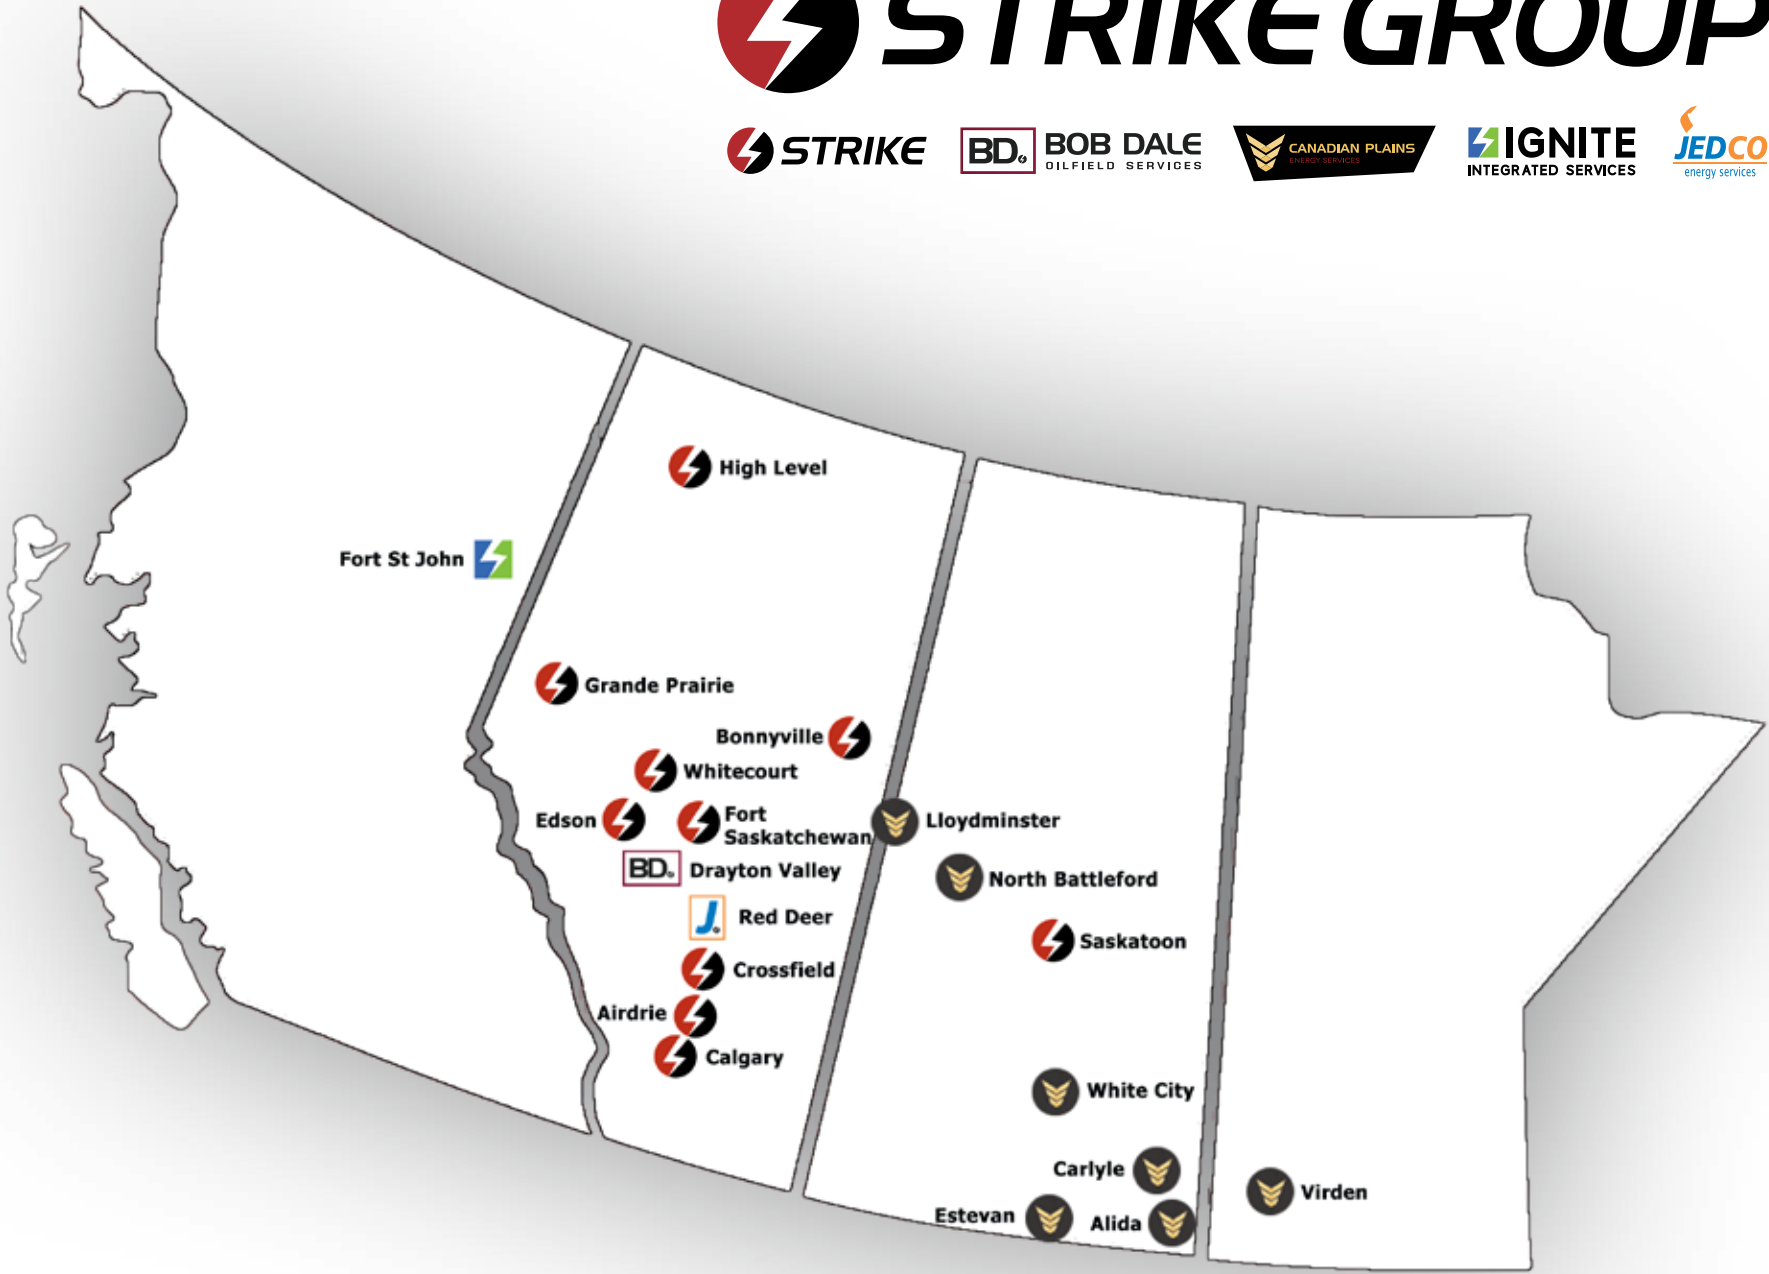 STRIKE GROUP
STRIKE
BD. BOB DALE
OILFIELD SERVICES
CANADIAN PLAINS
ENERGY SERVICES
IGNITE
INTEGRATED SERVICES
JEDCO
energy services
High Level
Fort St John
Grande Prairie
Bonnyville
Whitecourt
Edson
Fort
Saskatchewan
Lloydminster
BD. Drayton Valley
North Battleford
J. Red Deer
Saskatoon
Crossfield
Airdrie
Calgary
White City
Carlyle
Virden
Estevan
Alida